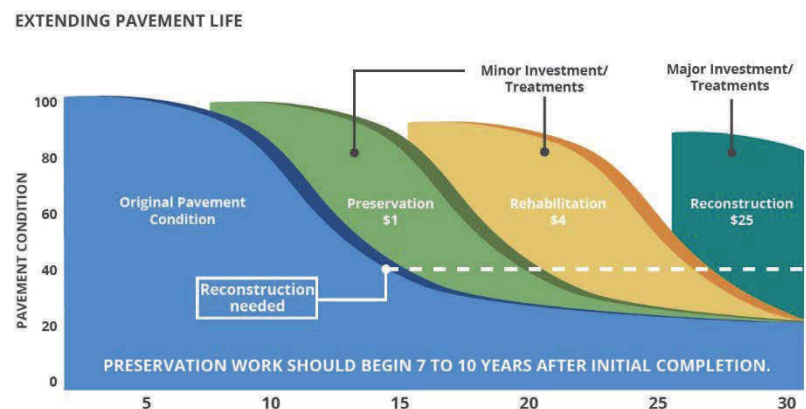 EXTENDING PAVEMENT LIFE
Minor Investment/
Treatments
Major Investment/
Treatments
PAVEMENT CONDITION
100
80
60
40
20
0
Original Pavement
Condition
Preservation
$1
Rehabilitation
$4
Reconstruction
$25
Reconstruction
needed
PRESERVATION WORK SHOULD BEGIN 7 TO 10 YEARS AFTER INITIAL COMPLETION.
5 10 15 20 25 30